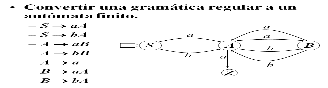 • Convertir una gramática regular a un autómata finito.
– S → aA
– S → bA
– A → aB
– A → bB
– A → a
– B → aA
– B → bA
S a b A a a b b B
a
Z